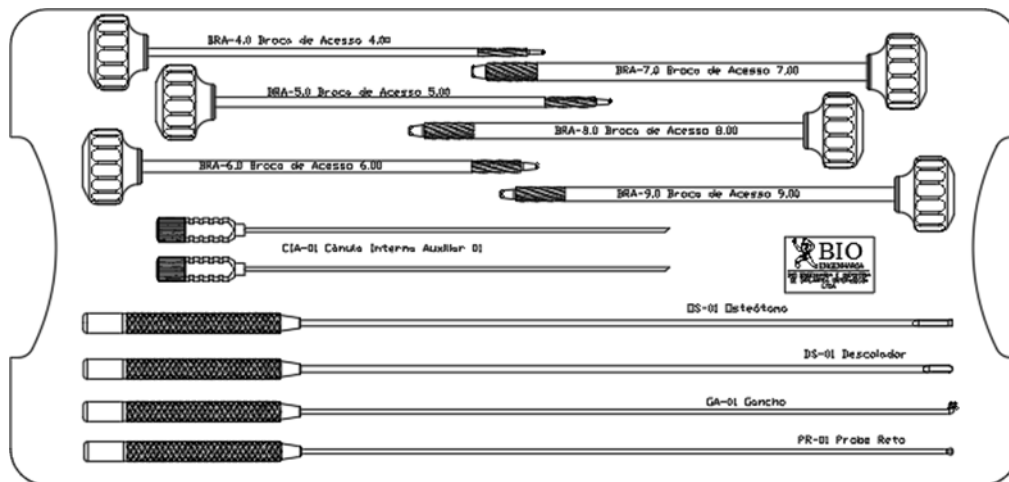 BRA-4.0 Broca de Acesso 4.00
BRA-7.0 Broca de Acesso 7.00
BRA-5.0 Broca de Acesso 5.00
BRA-8.0 Broca de Acesso 8.00
BRA-6.0 Broca de Acesso 6.00
BRA-9.0 Broca de Acesso 9.00
CIA-01 Cânula Interna Auxiliar 01
BIO
ENGENHARIA
LTDA
OS-01 Osteótomo
DS-01 Descolador
GA-01 Gancho
PR-01 Probe Reto